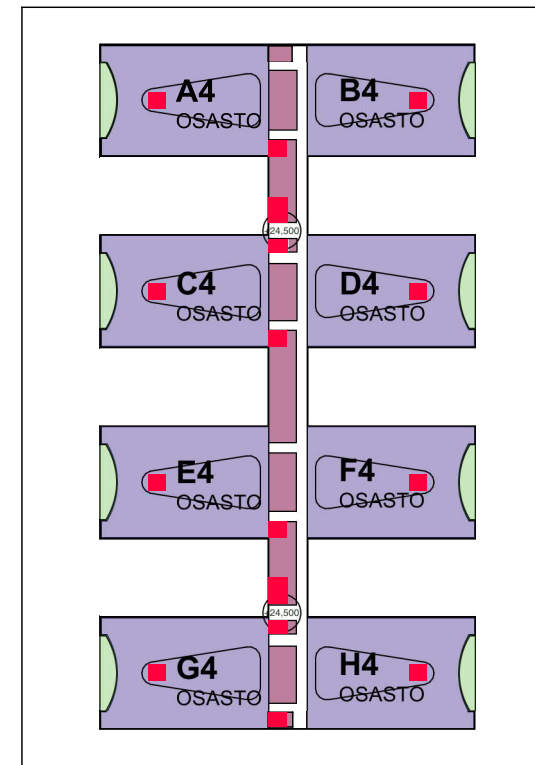 A4
OSASTO
B4
OSASTO
+24,500
C4
OSASTO
D4
OSASTO
E4
OSASTO
F4
OSASTO
+24,500
G4
OSASTO
H4
OSASTO